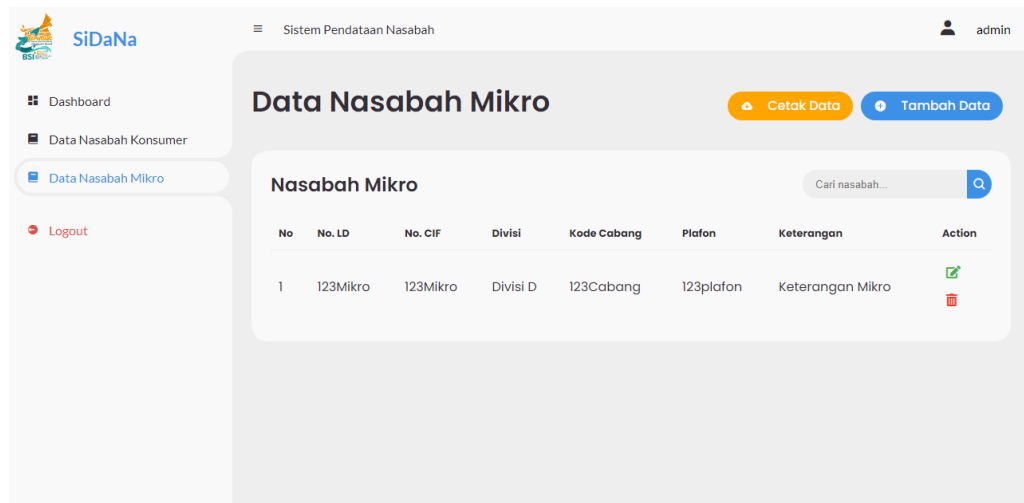 BSI
SiDaNa
Sistem Pendataan Nasabah
admin
Dashboard
Data Nasabah Konsumer
Data Nasabah Mikro
Logout
Data Nasabah Mikro
Cetak Data
Tambah Data
Nasabah Mikro
Cari nasabah...
No No. LD No. CIF Divisi Kode Cabang Plafon Keterangan Action
1 123Mikro 123Mikro Divisi D 123Cabang 123plafon Keterangan Mikro